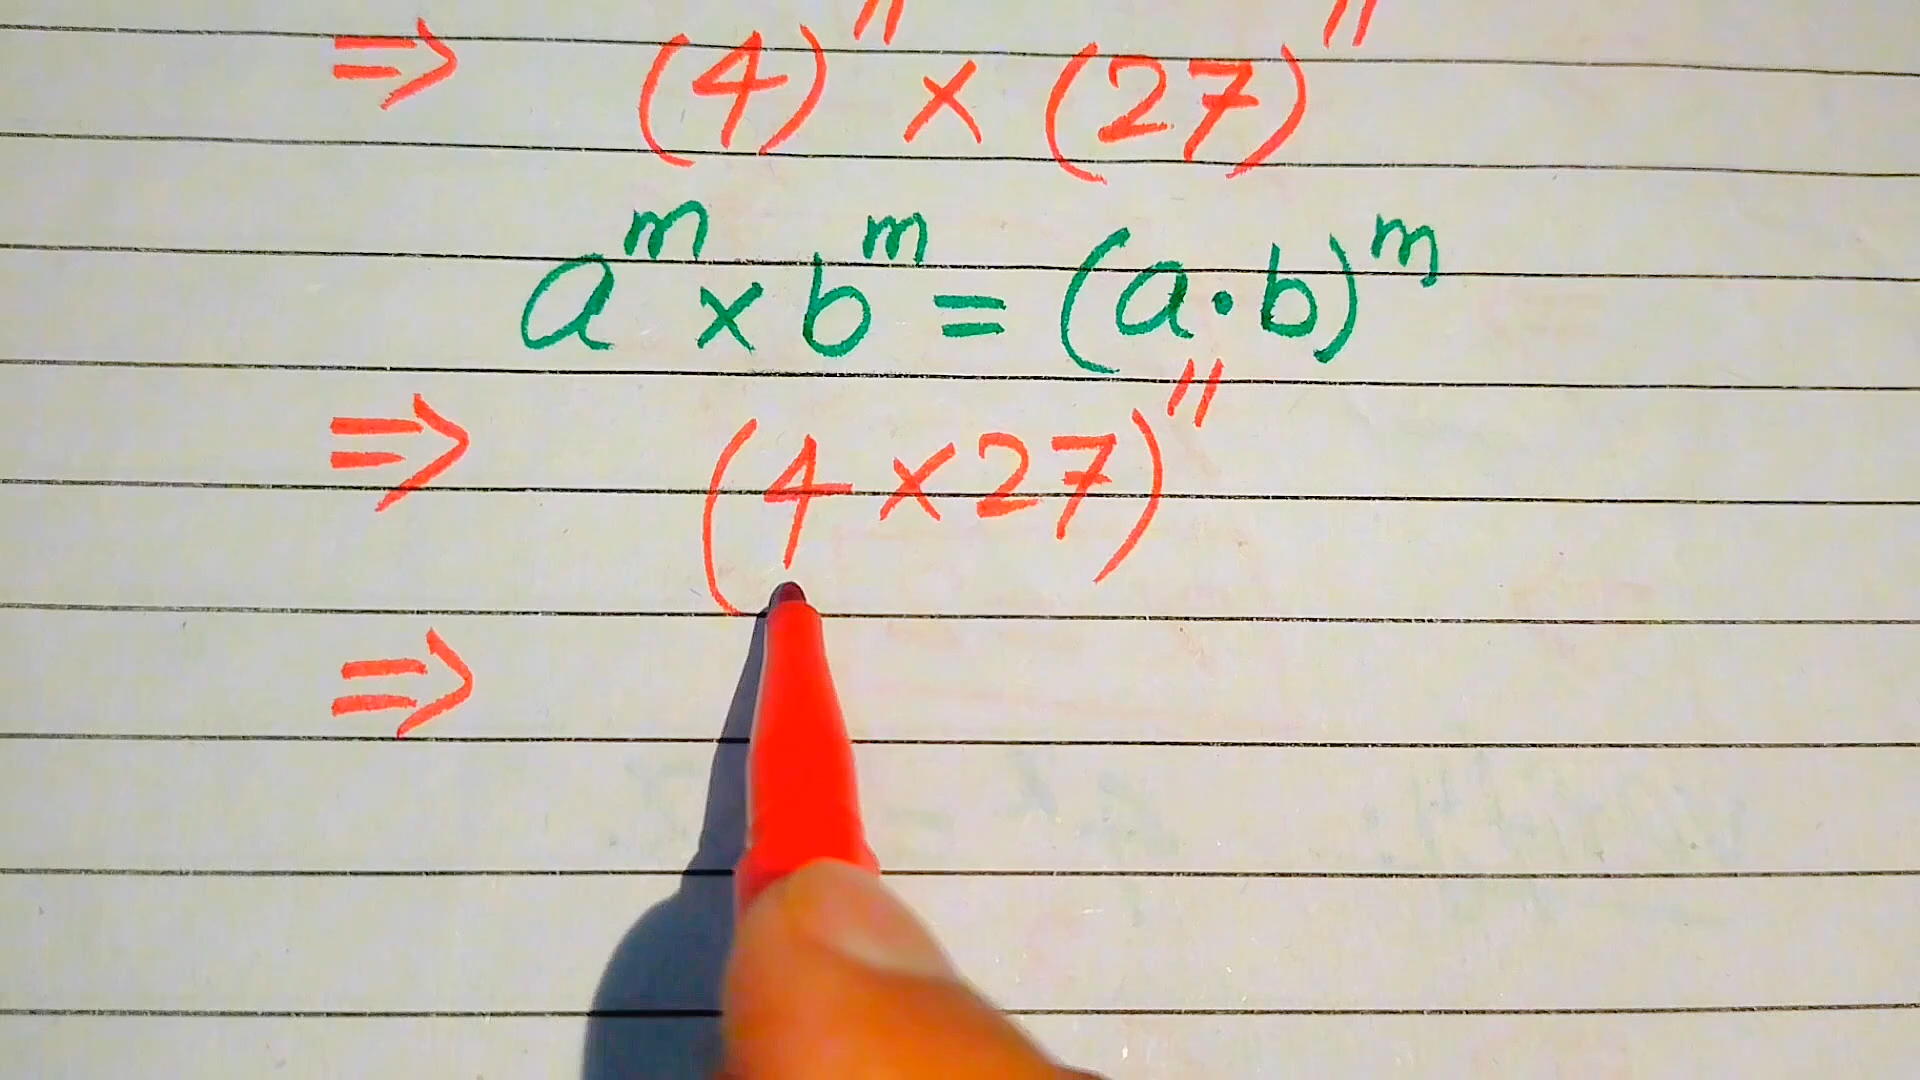 ⇒ (4)¹¹ × (27)¹¹
aᵐ × bᵐ = (a·b)ᵐ
⇒ (4 × 27)¹¹
⇒